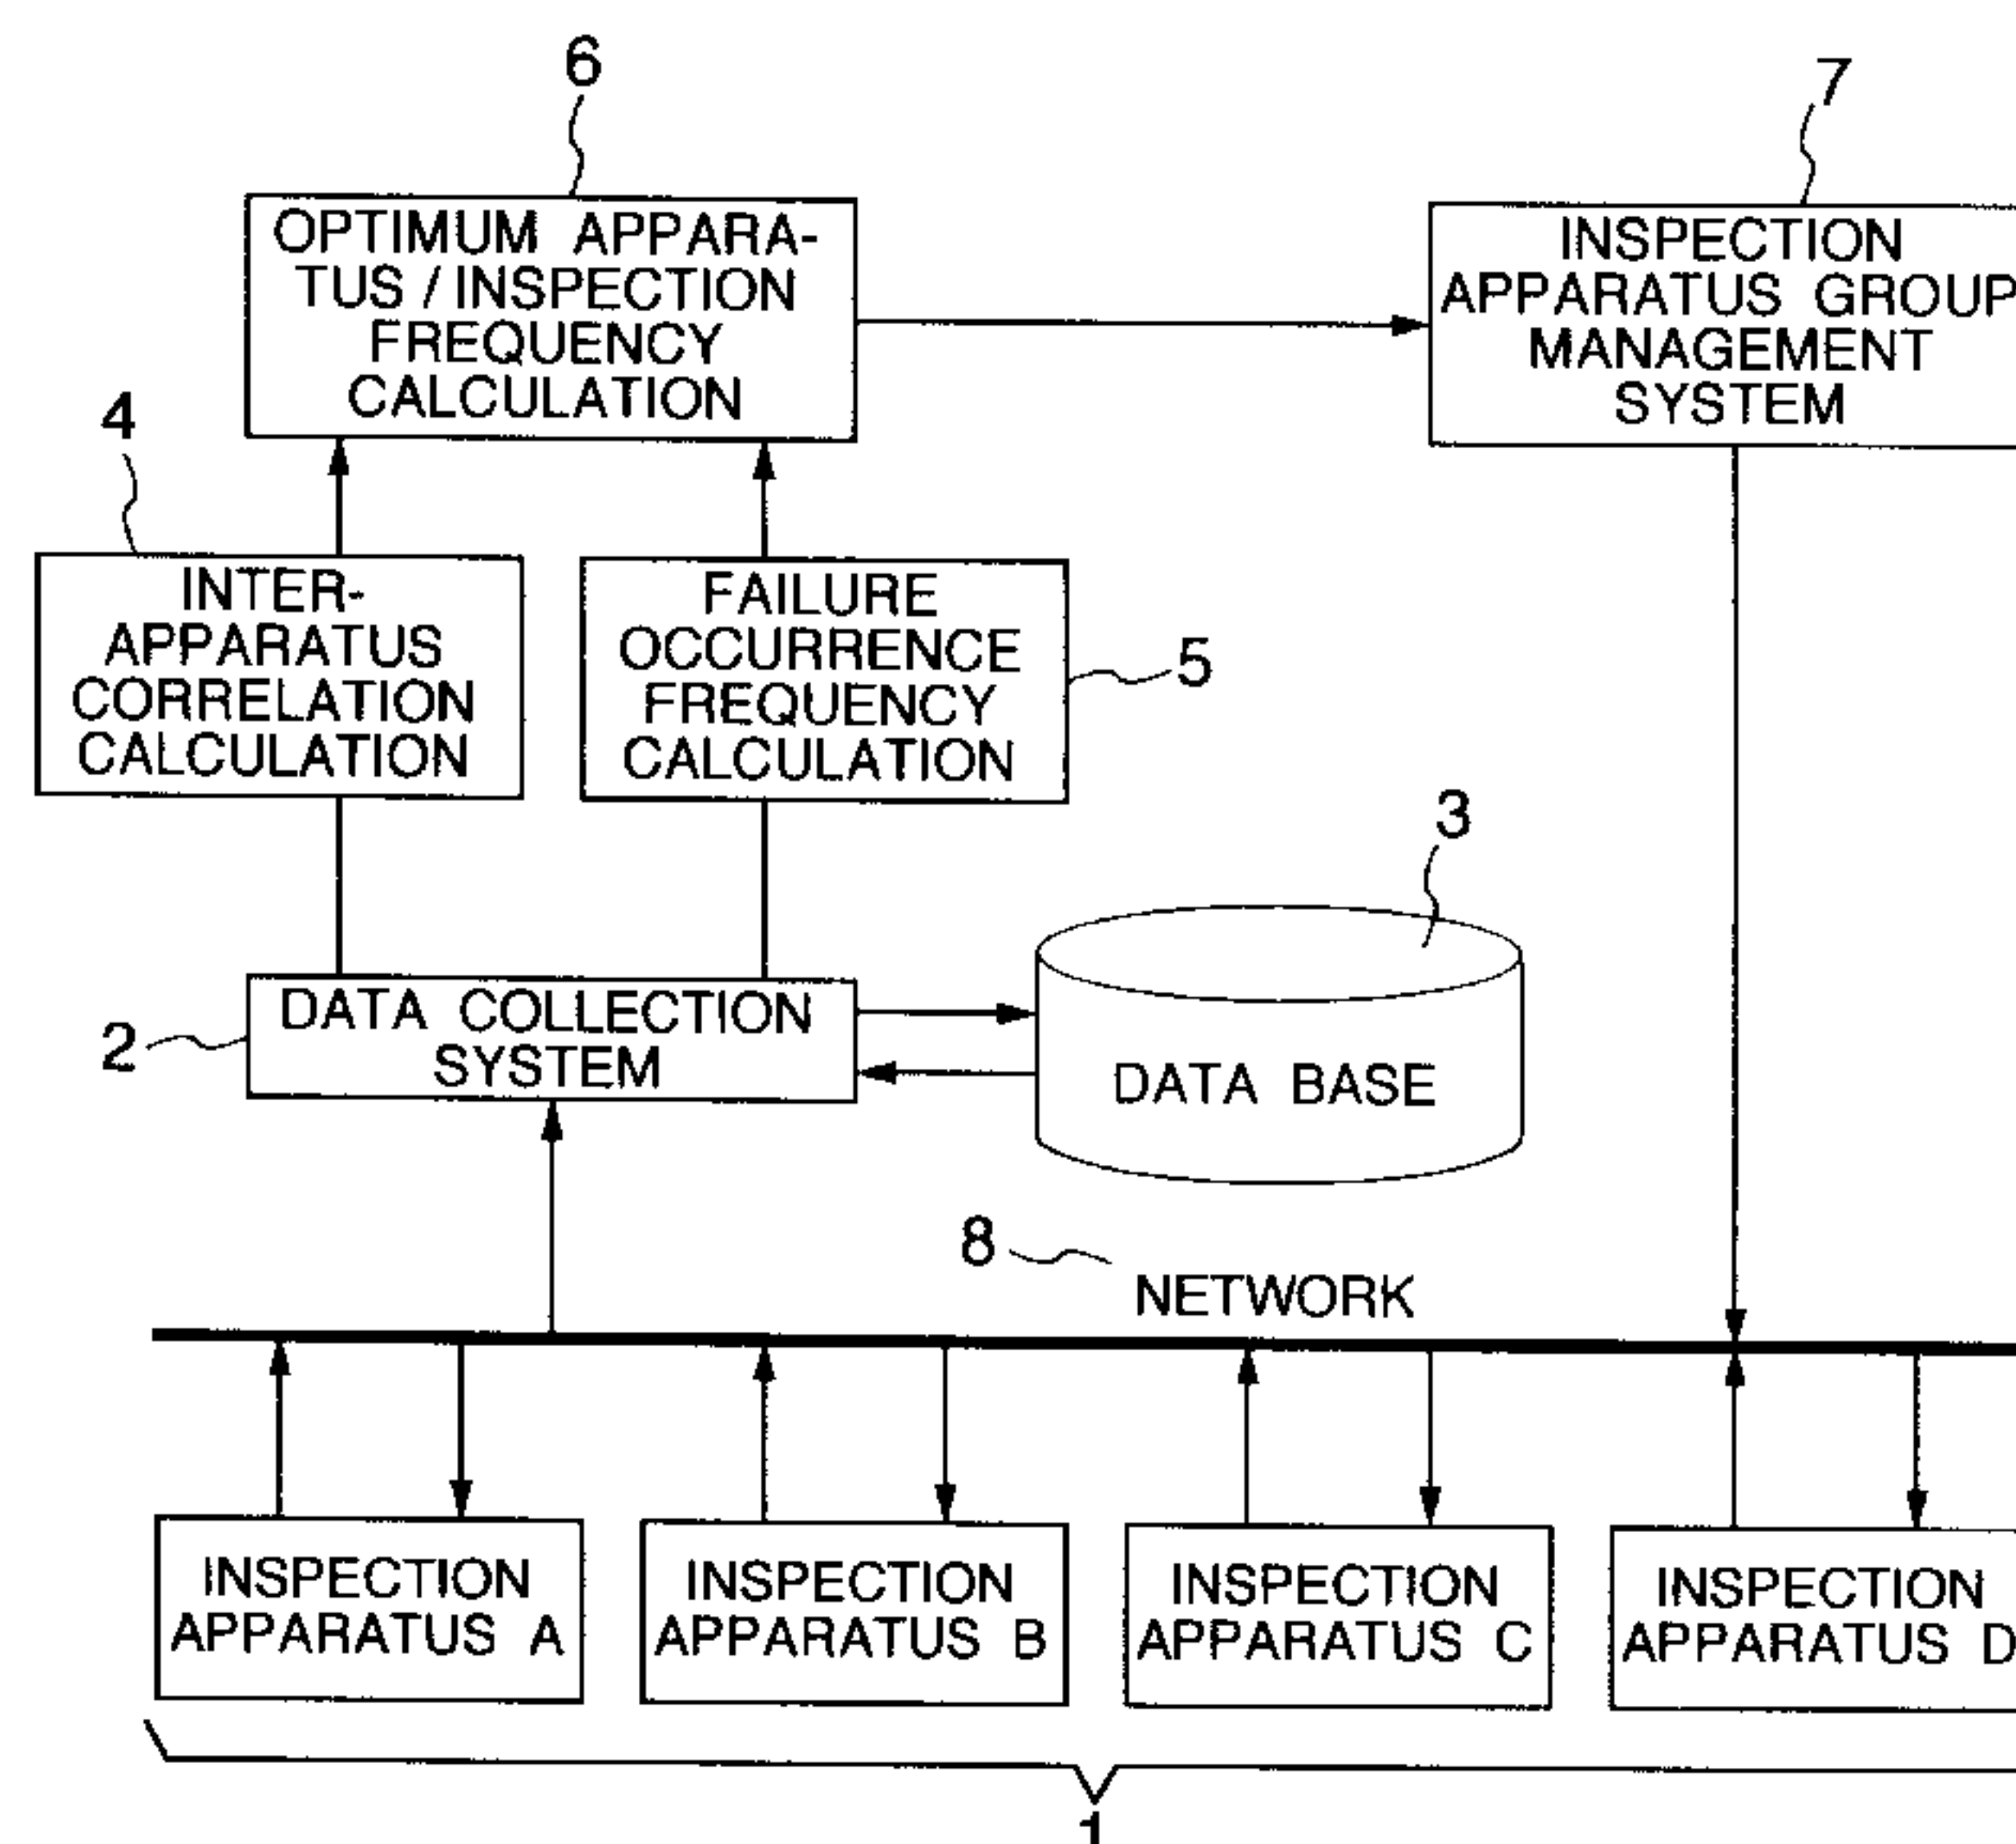 6
7
OPTIMUM APPARA-
TUS / INSPECTION
FREQUENCY
CALCULATION
INSPECTION
APPARATUS GROUP
MANAGEMENT
SYSTEM
4
INTER-
APPARATUS
CORRELATION
CALCULATION
FAILURE
OCCURRENCE
FREQUENCY
CALCULATION
5
3
2
DATA COLLECTION
SYSTEM
DATA BASE
8
NETWORK
INSPECTION
APPARATUS A
INSPECTION
APPARATUS B
INSPECTION
APPARATUS C
INSPECTION
APPARATUS D
1